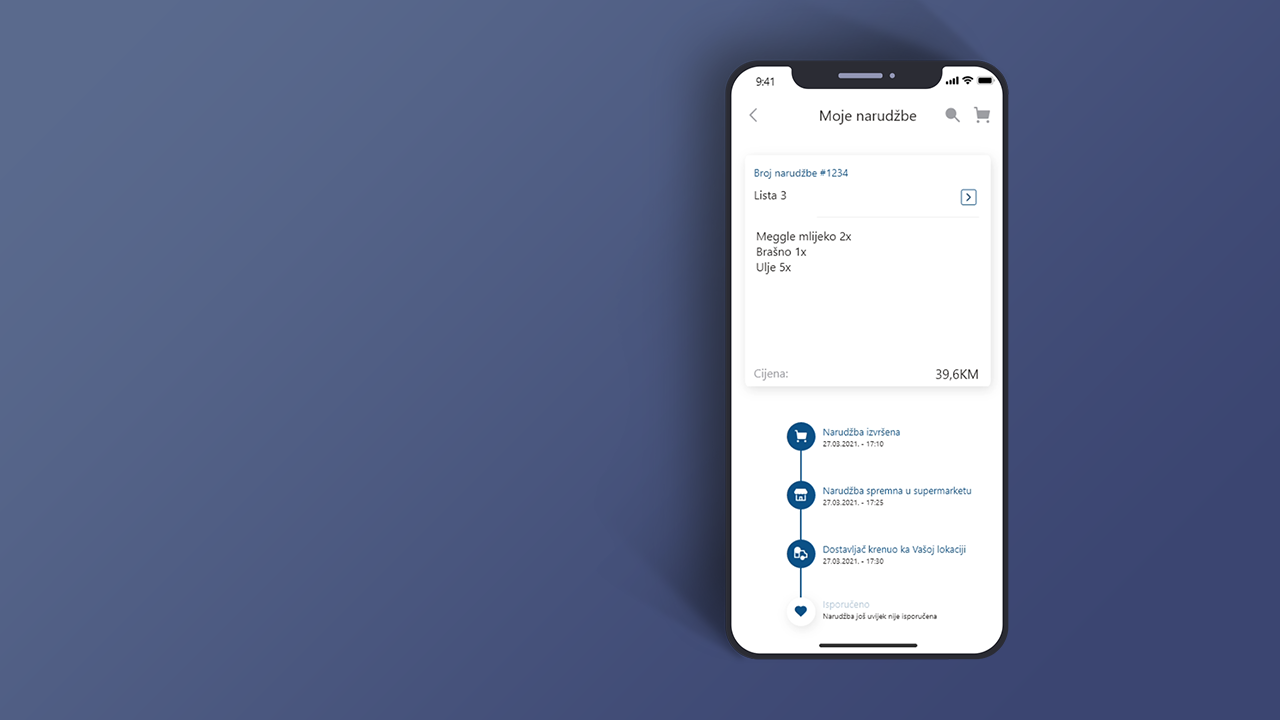 9:41
Moje narudžbe
Broj narudžbe #1234
Lista 3
Meggle mlijeko 2x
Brašno 1x
Ulje 5x
Cijena: 39,6KM
Narudžba izvršena
27.03.2021. - 17:10
Narudžba spremna u supermarketu
27.03.2021. - 17:25
Dostavljač krenuo ka Vašoj lokaciji
27.03.2021. - 17:30
Isporučeno
Narudžba još uvijek nije isporučena